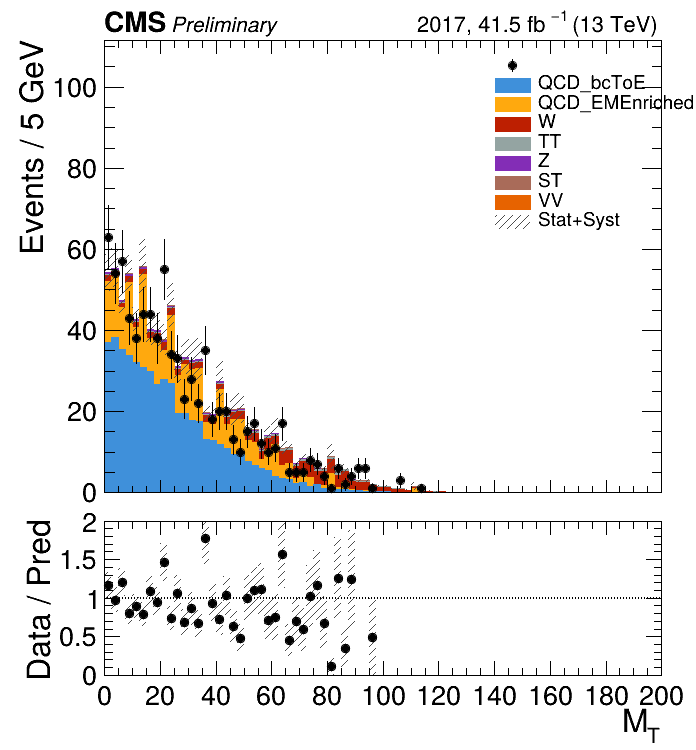 CMS Preliminary 2017, 41.5 fb⁻¹ (13 TeV)
Events / 5 GeV
100
80
60
40
20
0
QCD_bcToE
QCD_EMEnriched
W
TT
Z
ST
VV
Stat+Syst
Data / Pred
2
1.5
1
0.5
0
0 20 40 60 80 100 120 140 160 180 200
M_T